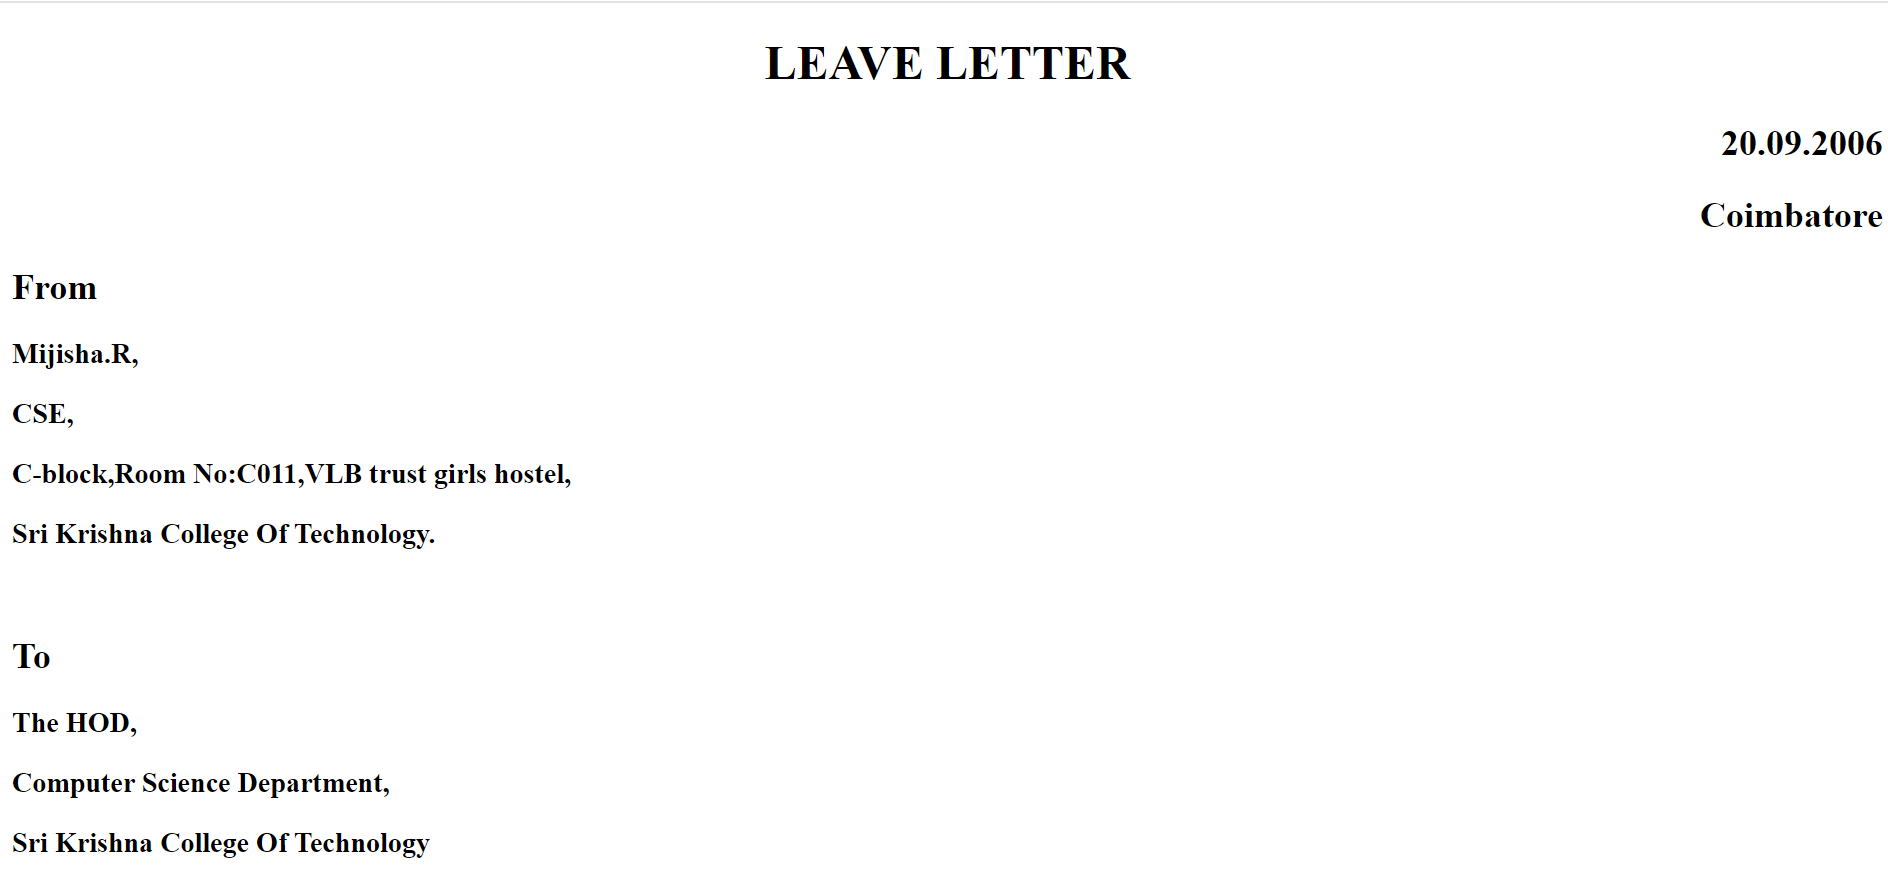 LEAVE LETTER
20.09.2006
Coimbatore
From
Mijisha.R,
CSE,
C-block,Room No:C011,VLB trust girls hostel,
Sri Krishna College Of Technology.
To
The HOD,
Computer Science Department,
Sri Krishna College Of Technology